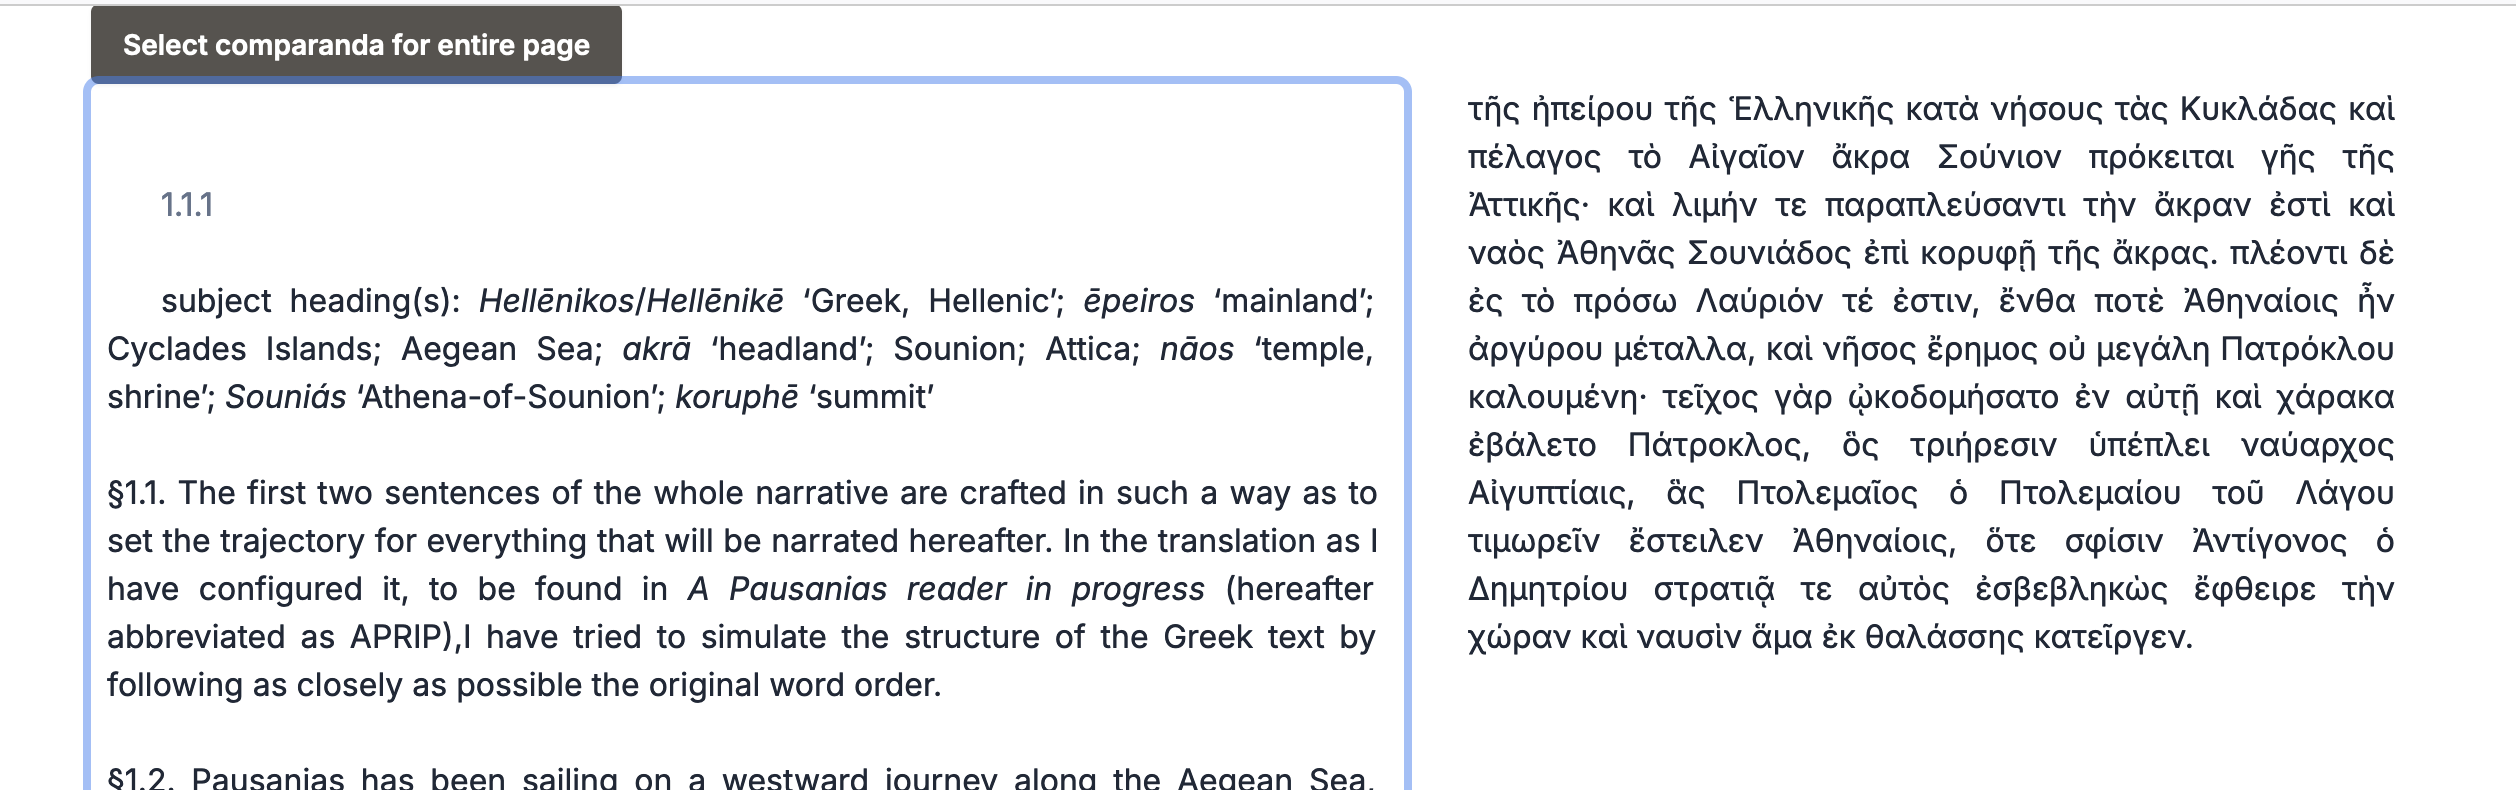 Select comparanda for entire page
1.1.1
subject heading(s): Hellēnikos/Hellēnikē ‘Greek, Hellenic’; ēpeiros ‘mainland’;
Cyclades Islands; Aegean Sea; akrā ‘headland’; Sounion; Attica; nāos ‘temple,
shrine’; Souniás ‘Athena-of-Sounion’; koruphē ‘summit’
§1.1. The first two sentences of the whole narrative are crafted in such a way as to
set the trajectory for everything that will be narrated hereafter. In the translation as I
have configured it, to be found in A Pausanias reader in progress (hereafter
abbreviated as APRIP),I have tried to simulate the structure of the Greek text by
following as closely as possible the original word order.
§1.2. Pausanias has been sailing on a westward journey along the Aegean Sea,
τῆς ἠπείρου τῆς Ἑλληνικῆς κατὰ νήσους τὰς Κυκλάδας καὶ
πέλαγος τὸ Αἰγαῖον ἄκρα Σούνιον πρόκειται γῆς τῆς
Ἀττικῆς· καὶ λιμήν τε παραπλεύσαντι τὴν ἄκραν ἐστὶ καὶ
ναὸς Ἀθηνᾶς Σουνιάδος ἐπὶ κορυφῇ τῆς ἄκρας. πλέοντι δὲ
ἐς τὸ πρόσω Λαύριόν τέ ἐστιν, ἔνθα ποτὲ Ἀθηναίοις ἦν
ἀργύρου μέταλλα, καὶ νῆσος ἔρημος οὐ μεγάλη Πατρόκλου
καλουμένη· τεῖχος γὰρ ᾠκοδομήσατο ἐν αὐτῇ καὶ χάρακα
ἐβάλετο Πάτροκλος, ὃς τριήρεσιν ὑπέπλει ναύαρχος
Αἰγυπτίαις, ἃς Πτολεμαῖος ὁ Πτολεμαίου τοῦ Λάγου
τιμωρεῖν ἔστειλεν Ἀθηναίοις, ὅτε σφίσιν Ἀντίγονος ὁ
Δημητρίου στρατιᾷ τε αὐτὸς ἐσβεβληκὼς ἔφθειρε τὴν
χώραν καὶ ναυσὶν ἅμα ἐκ θαλάσσης κατεῖργεν.